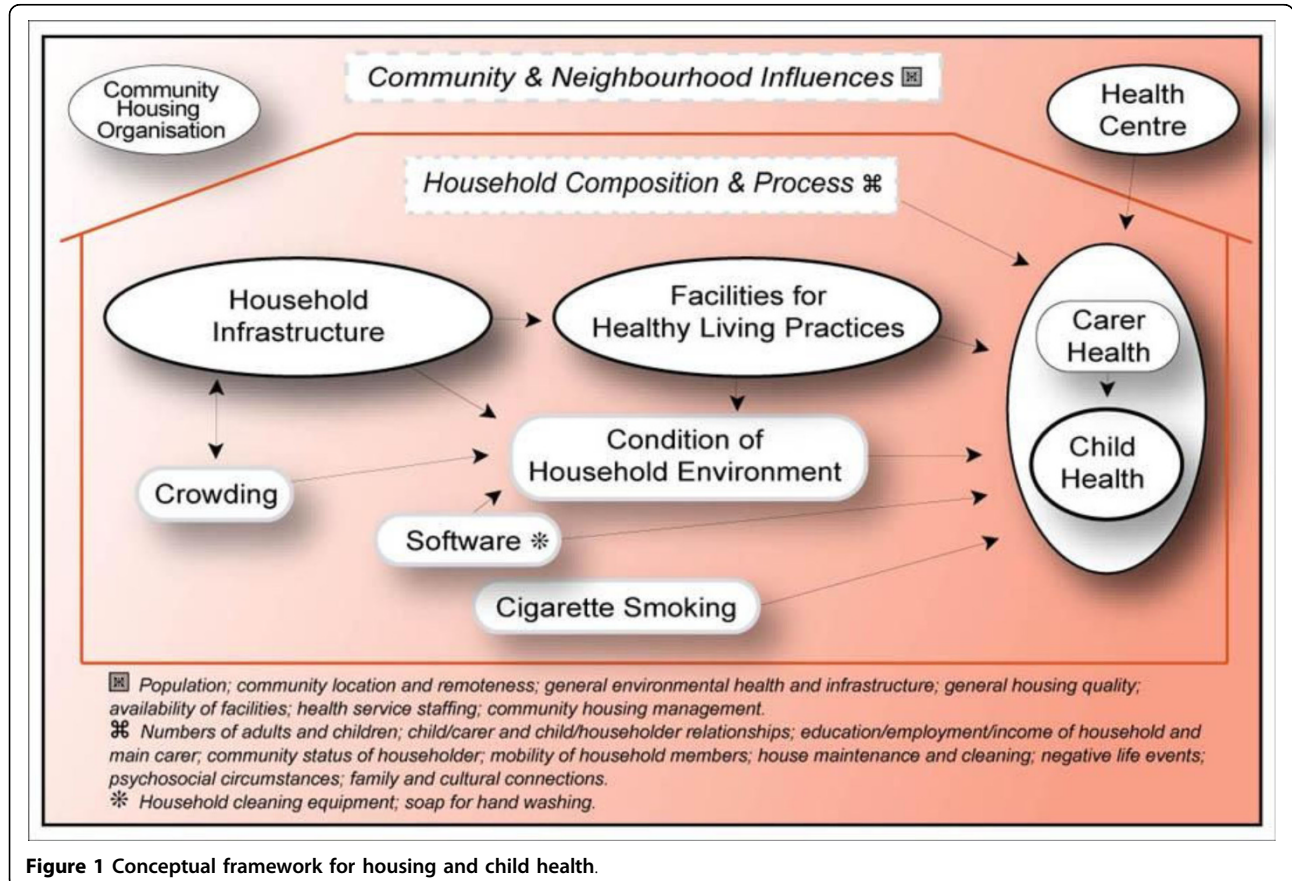 Community & Neighbourhood Influences
Community
Housing
Organisation
Health
Centre
Household Composition & Process ⌘
Household
Infrastructure
Facilities for
Healthy Living Practices
Carer
Health
Condition of
Household Environment
Child
Health
Crowding
Software ❊
Cigarette Smoking
Population; community location and remoteness; general environmental health and infrastructure; general housing quality;
availability of facilities; health service staffing; community housing management.
⌘ Numbers of adults and children; child/carer and child/householder relationships; education/employment/income of household and
main carer; community status of householder; mobility of household members; house maintenance and cleaning; negative life events;
psychosocial circumstances; family and cultural connections.
❊ Household cleaning equipment; soap for hand washing.
Figure 1 Conceptual framework for housing and child health.